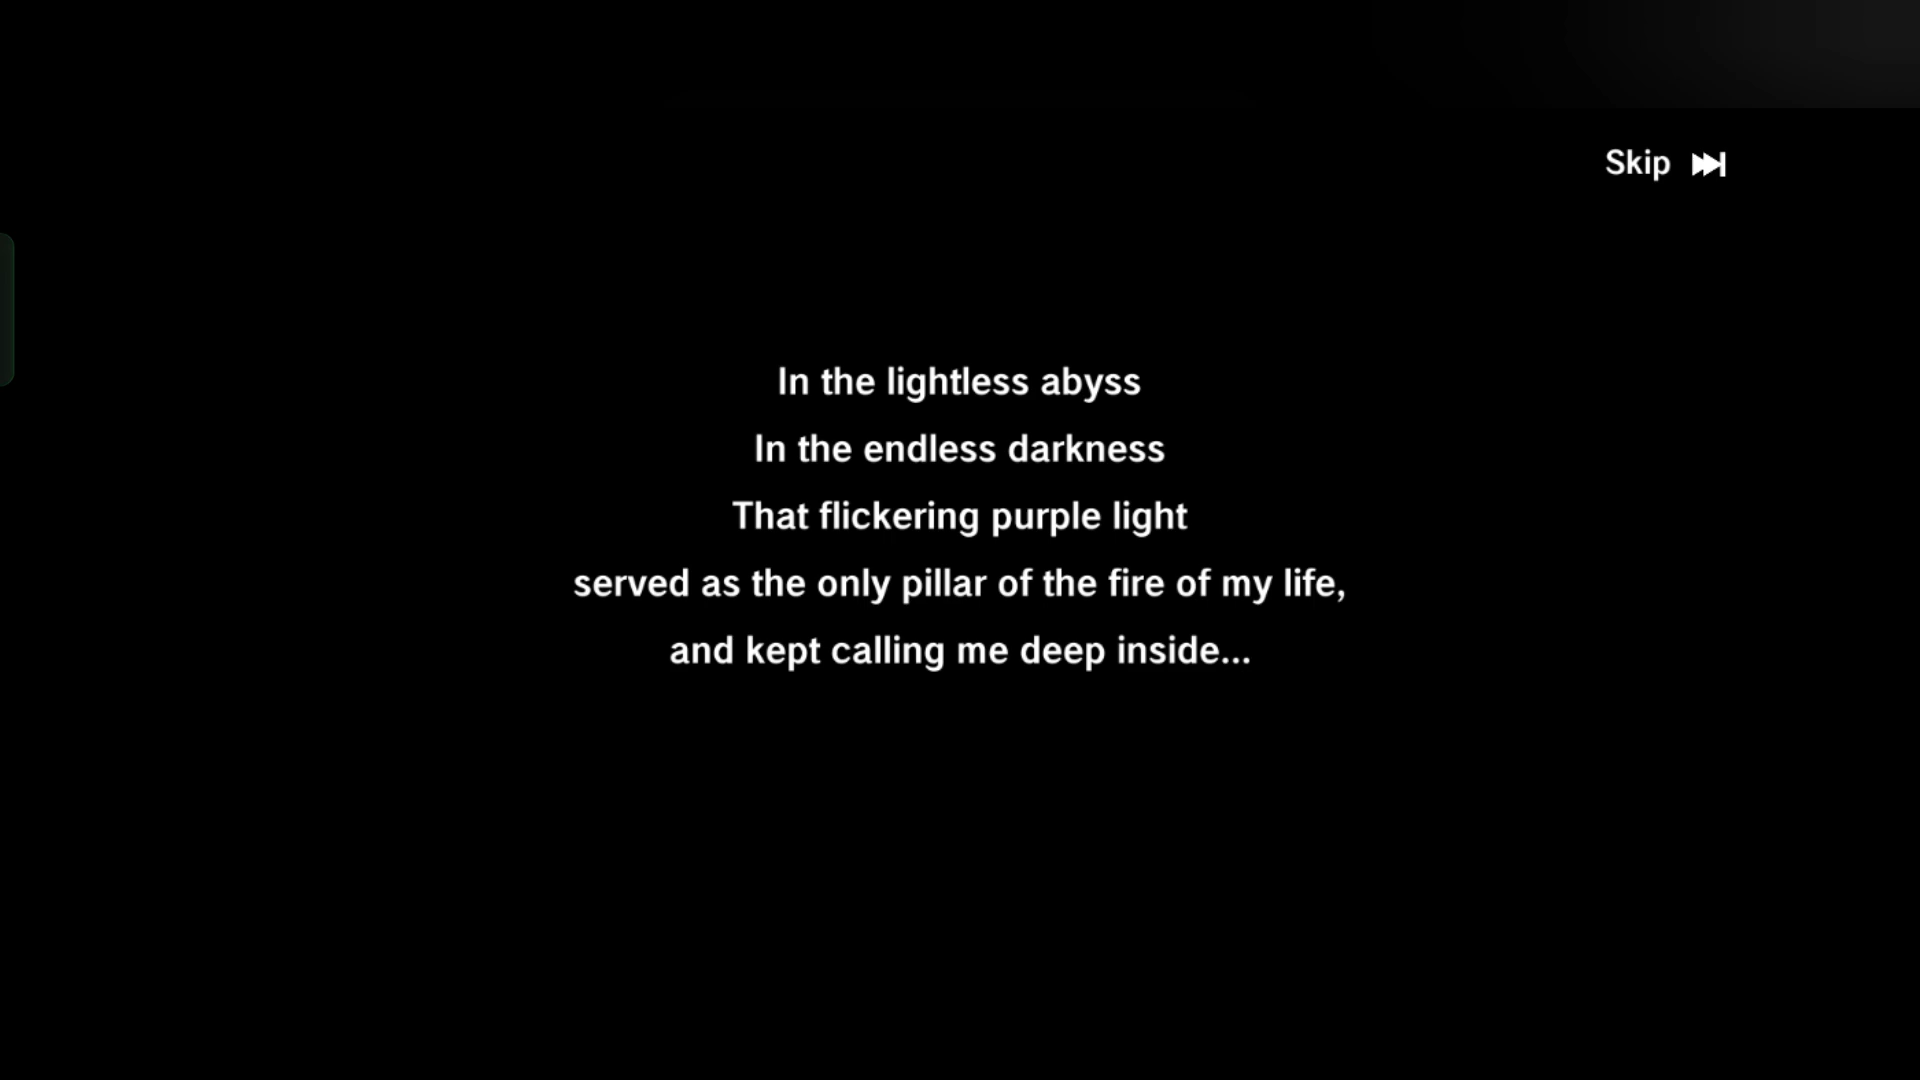 Skip
In the lightless abyss
In the endless darkness
That flickering purple light
served as the only pillar of the fire of my life,
and kept calling me deep inside...